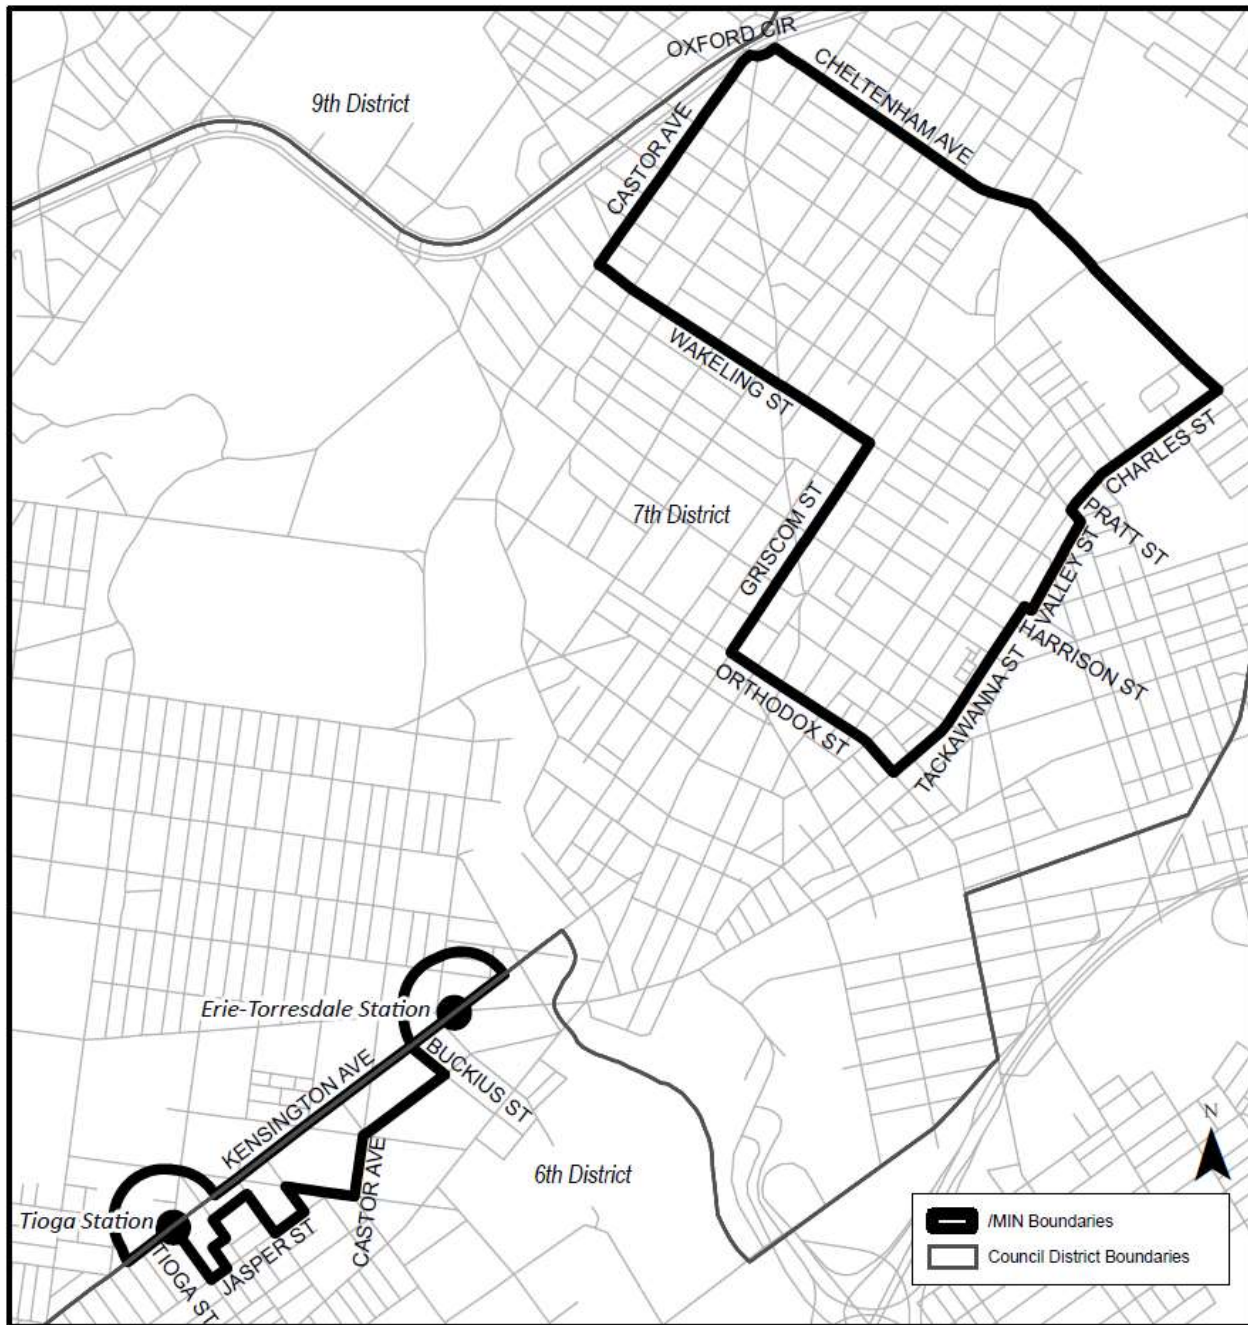 OXFORD CIR
CHELTENHAM AVE
9th District
CASTOR AVE
WAKELING ST
CHARLES ST
7th District
GRISCOM ST
PRATT ST
VALLEY ST
HARRISON ST
ORTHODOX ST
TACKAWANNA ST
Erie-Torresdale Station
BUCKIUS ST
KENSINGTON AVE
N
CASTOR AVE
6th District
Tioga Station
JASPER ST
TIOGA ST
/MIN Boundaries
Council District Boundaries